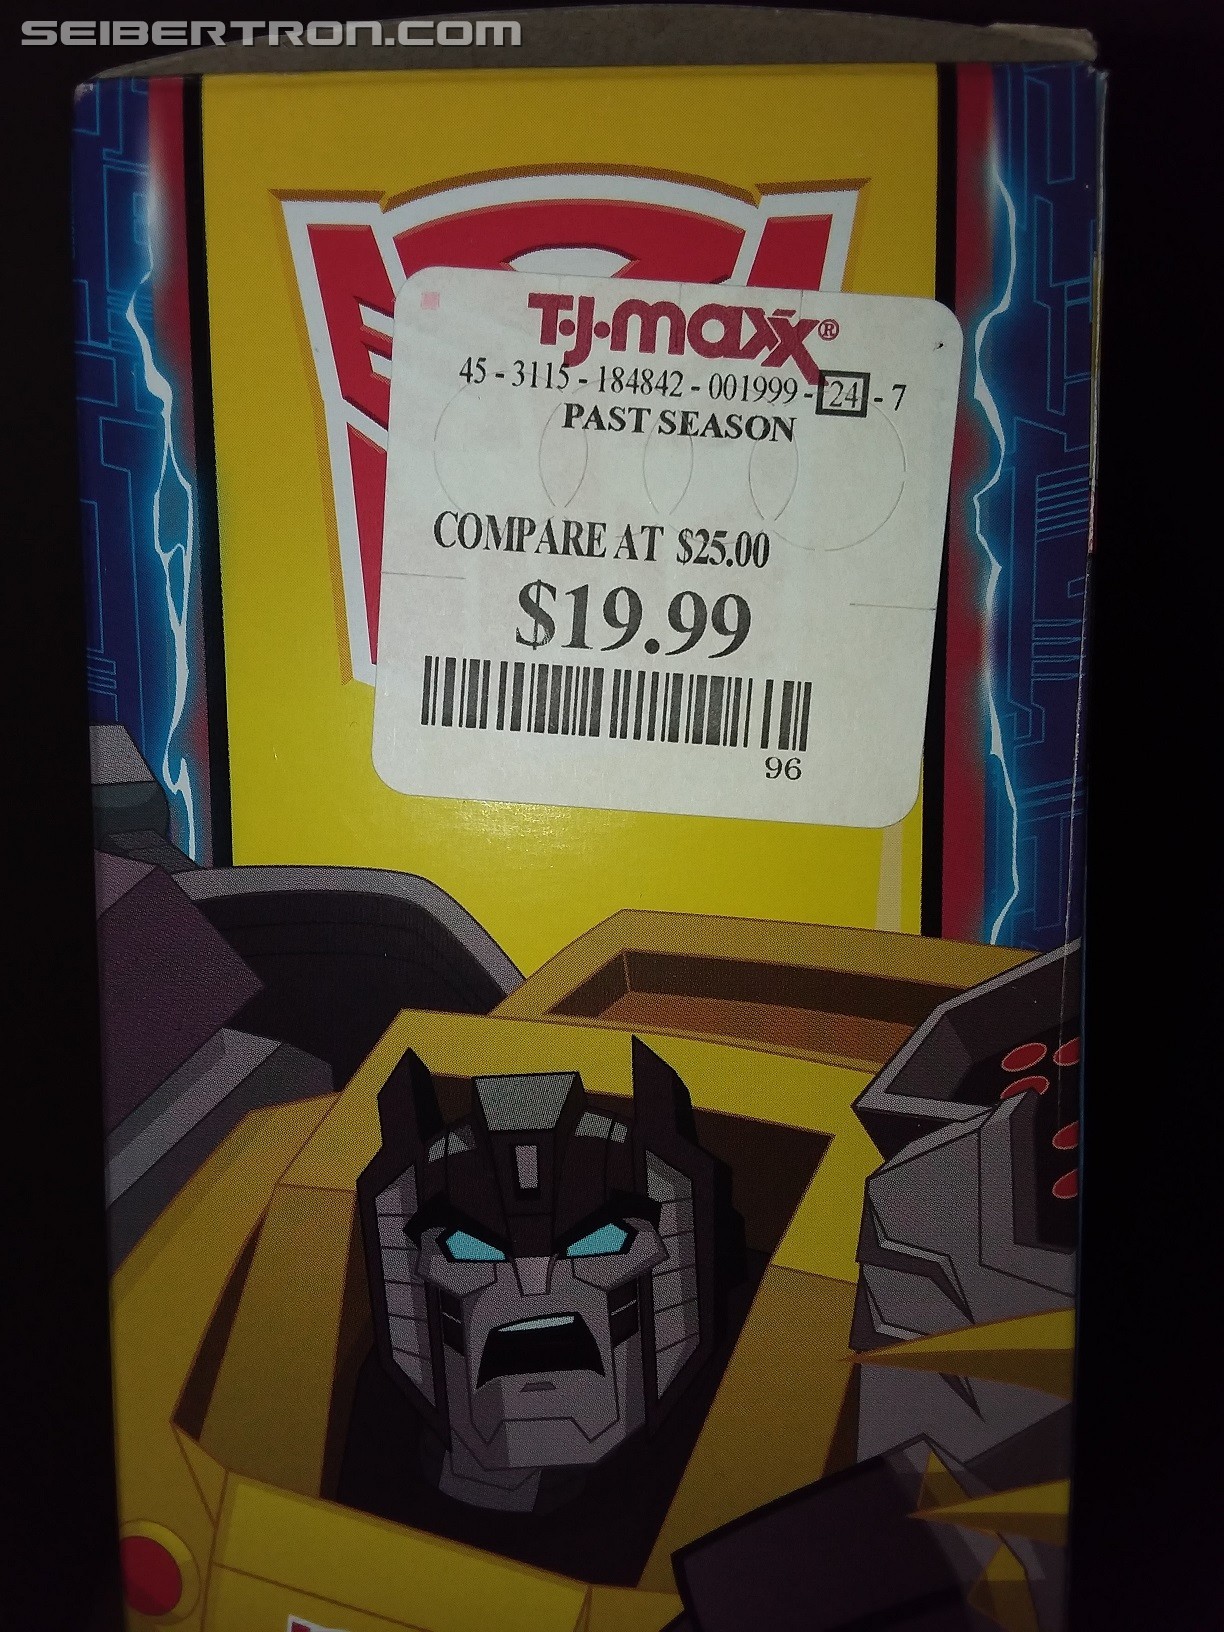 SEIBERTRON.COM
T·J·maxx®
45 - 3115 - 184842 - 001999 - 24 - 7
PAST SEASON
COMPARE AT $25.00
$19.99
96